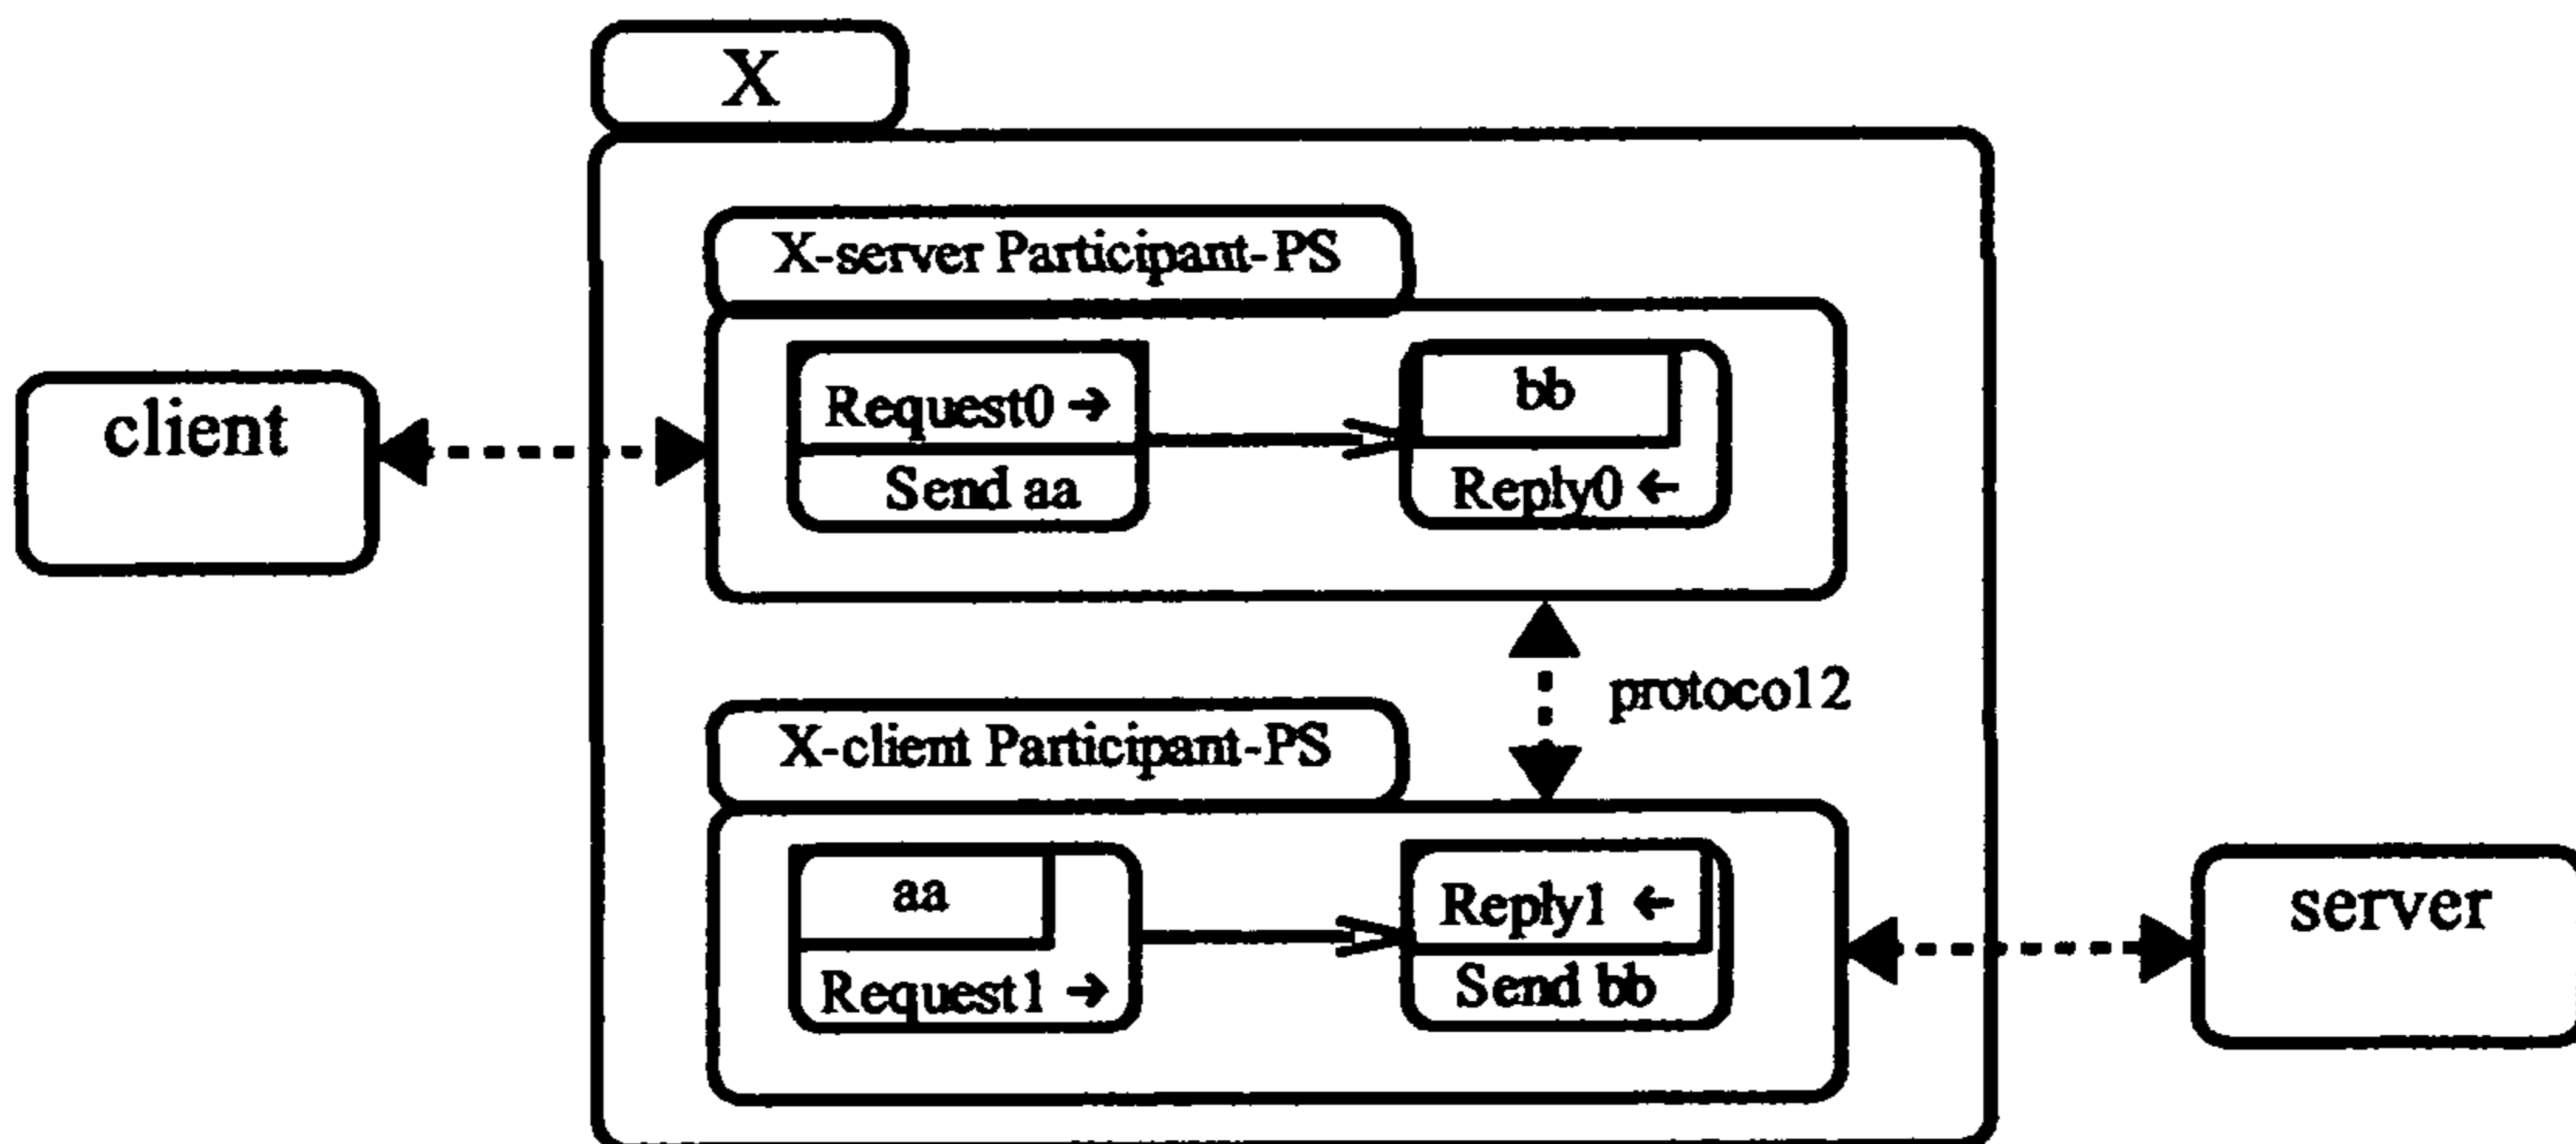 X
X-server Participant-PS
client
Request0 →
Send aa
bb
Reply0 ←
protocol2
X-client Participant-PS
aa
Request1 →
Reply1 ←
Send bb
server